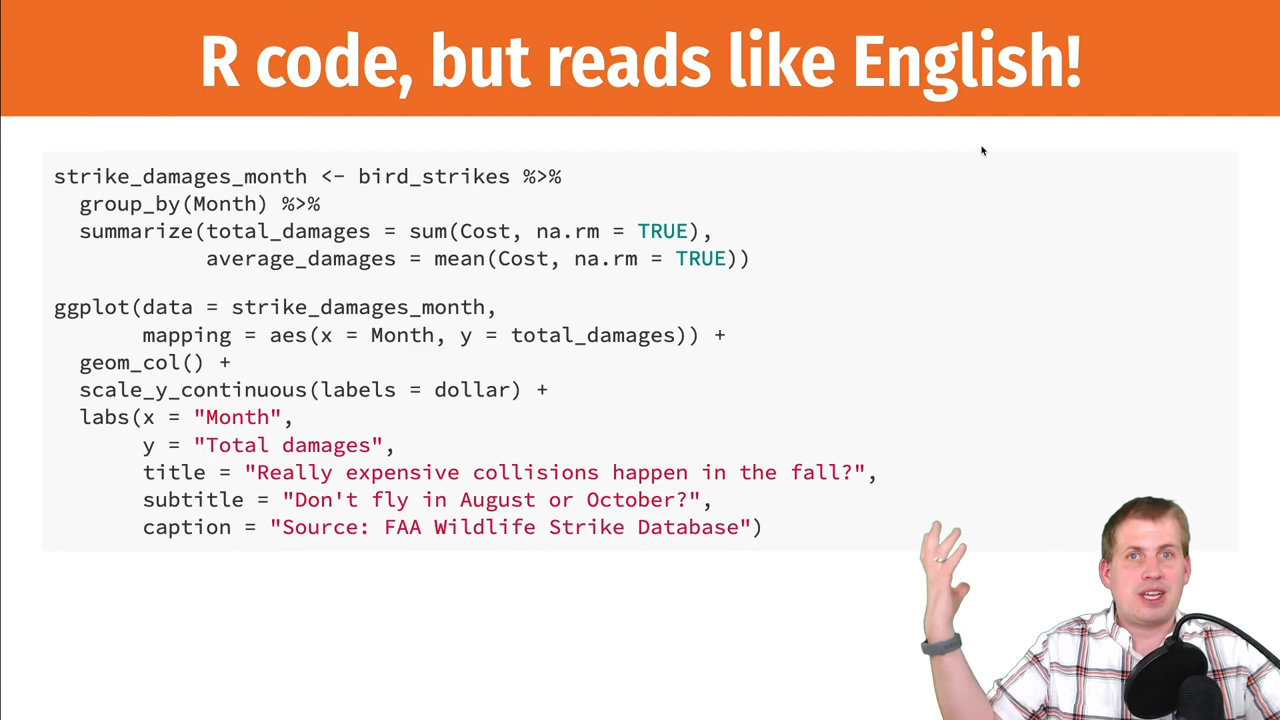 R code, but reads like English!
strike_damages_month <- bird_strikes %>%
  group_by(Month) %>%
  summarize(total_damages = sum(Cost, na.rm = TRUE),
            average_damages = mean(Cost, na.rm = TRUE))
ggplot(data = strike_damages_month,
       mapping = aes(x = Month, y = total_damages)) +
  geom_col() +
  scale_y_continuous(labels = dollar) +
  labs(x = "Month",
       y = "Total damages",
       title = "Really expensive collisions happen in the fall?",
       subtitle = "Don't fly in August or October?",
       caption = "Source: FAA Wildlife Strike Database")